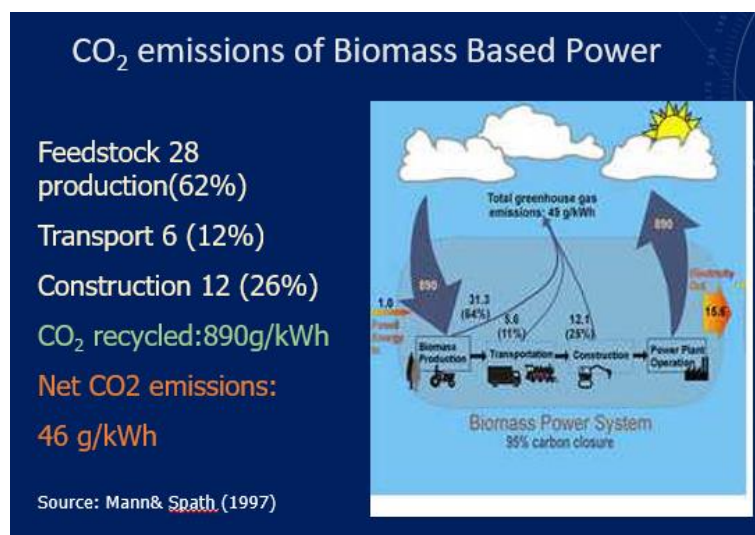 CO₂ emissions of Biomass Based Power
Feedstock 28
production(62%)
Transport 6 (12%)
Construction 12 (26%)
CO₂ recycled:890g/kWh
Net CO2 emissions:
46 g/kWh
Source: Mann& Spath (1997)
Total greenhouse gas
emissions: 49 g/kWh
890
890
1.0
Fossil
Energy
In
31.3
(64%)
5.6
(11%)
12.1
(25%)
Electricity
Out
15.6
Biomass
Production
Transportation
Construction
Power Plant
Operation
Biomass Power System
95% carbon closure